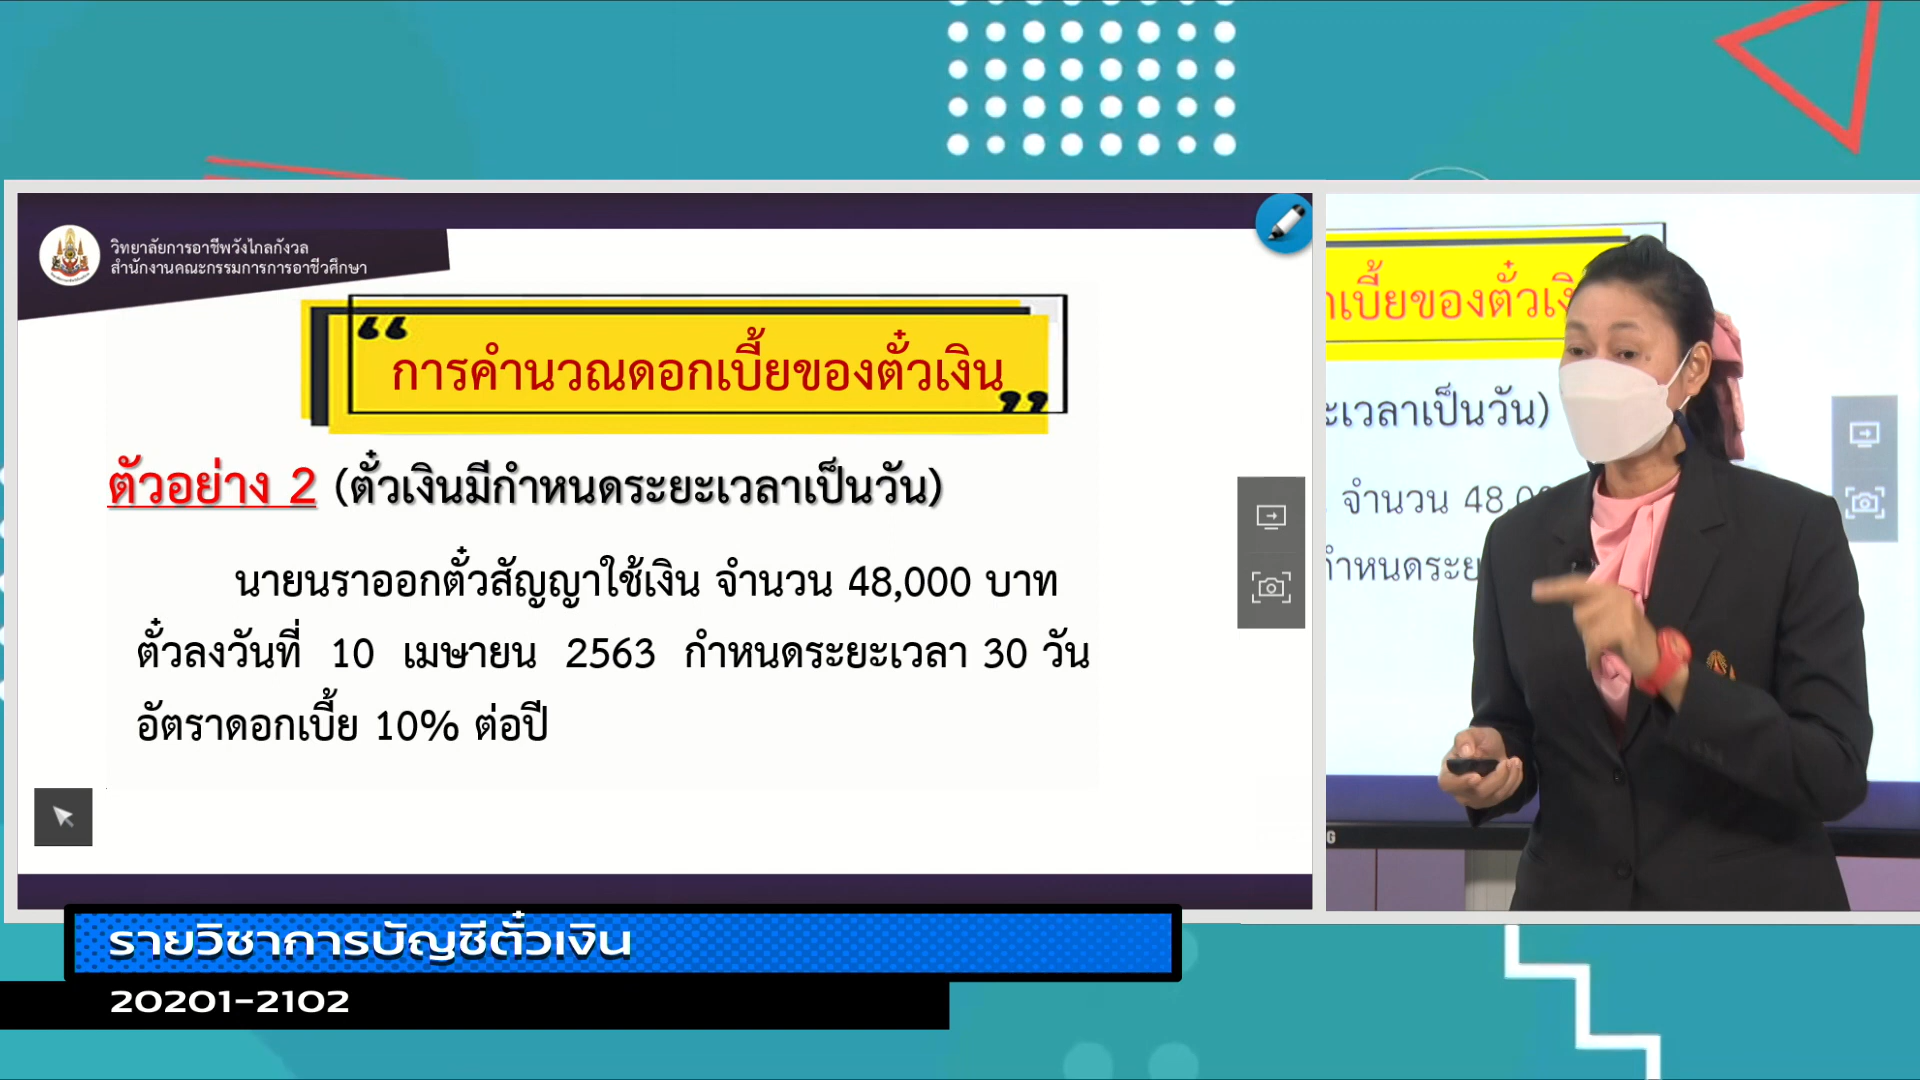 วิทยาลัยการอาชีพวังไกลกังวล
สำนักงานคณะกรรมการการอาชีวศึกษา
“การคำนวณดอกเบี้ยของตั๋วเงิน”
ตัวอย่าง 2 (ตั๋วเงินมีกำหนดระยะเวลาเป็นวัน)
นายนราออกตั๋วสัญญาใช้เงิน จำนวน 48,000 บาท
ตั๋วลงวันที่ 10 เมษายน 2563 กำหนดระยะเวลา 30 วัน
อัตราดอกเบี้ย 10% ต่อปี
เบี้ยของตั๋วเงิ
ะเวลาเป็นวัน)
จำนวน 48,0
กำหนดระย
G
รายวิชาการบัญชีตั๋วเงิน
20201-2102